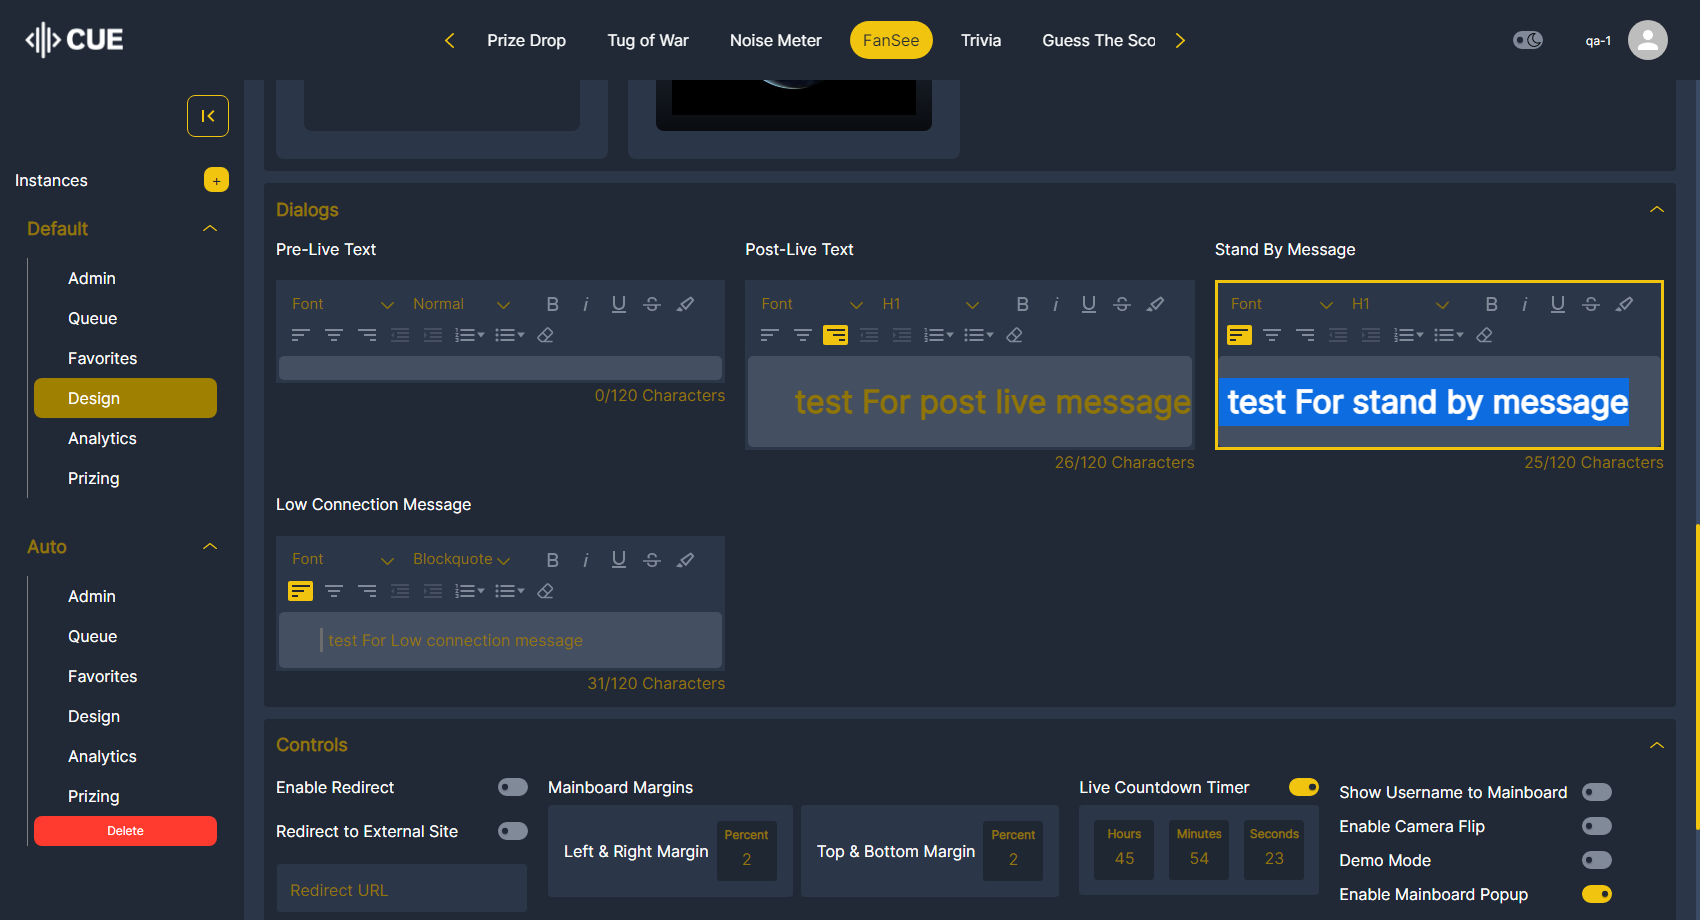 CUE
Prize Drop
Tug of War
Noise Meter
FanSee
Trivia
Guess The Sco
qa-1
Instances
+
Default
Admin
Queue
Favorites
Design
Analytics
Prizing
Auto
Admin
Queue
Favorites
Design
Analytics
Prizing
Delete
Dialogs
Pre-Live Text
Font
Normal
B i U S
0/120 Characters
Post-Live Text
Font
H1
B i U S
test For post live message
26/120 Characters
Stand By Message
Font
H1
B i U S
test For stand by message
25/120 Characters
Low Connection Message
Font
Blockquote
B i U S
test For Low connection message
31/120 Characters
Controls
Enable Redirect
Redirect to External Site
Redirect URL
Mainboard Margins
Left & Right Margin
Percent
2
Top & Bottom Margin
Percent
2
Live Countdown Timer
Hours
45
Minutes
54
Seconds
23
Show Username to Mainboard
Enable Camera Flip
Demo Mode
Enable Mainboard Popup